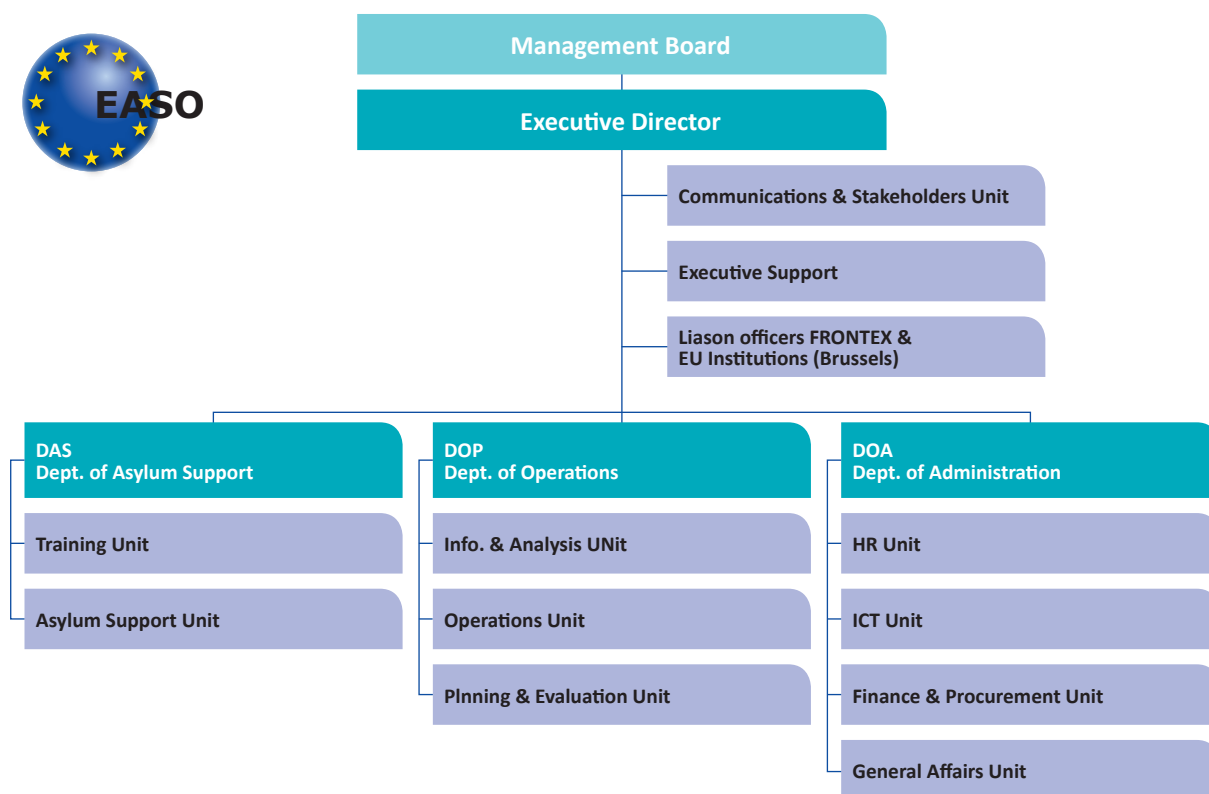 EASO
Management Board
Executive Director
Communications & Stakeholders Unit
Executive Support
Liason officers FRONTEX &
EU Institutions (Brussels)
DAS
Dept. of Asylum Support
Training Unit
Asylum Support Unit
DOP
Dept. of Operations
Info. & Analysis UNit
Operations Unit
Plnning & Evaluation Unit
DOA
Dept. of Administration
HR Unit
ICT Unit
Finance & Procurement Unit
General Affairs Unit